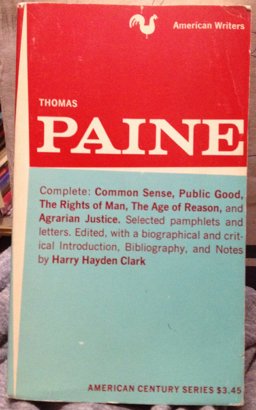 American Writers
THOMAS
PAINE
Complete: Common Sense, Public Good,
The Rights of Man, The Age of Reason, and
Agrarian Justice. Selected pamphlets and
letters. Edited, with a biographical and crit-
ical Introduction, Bibliography, and Notes
by Harry Hayden Clark
AMERICAN CENTURY SERIES $3.45